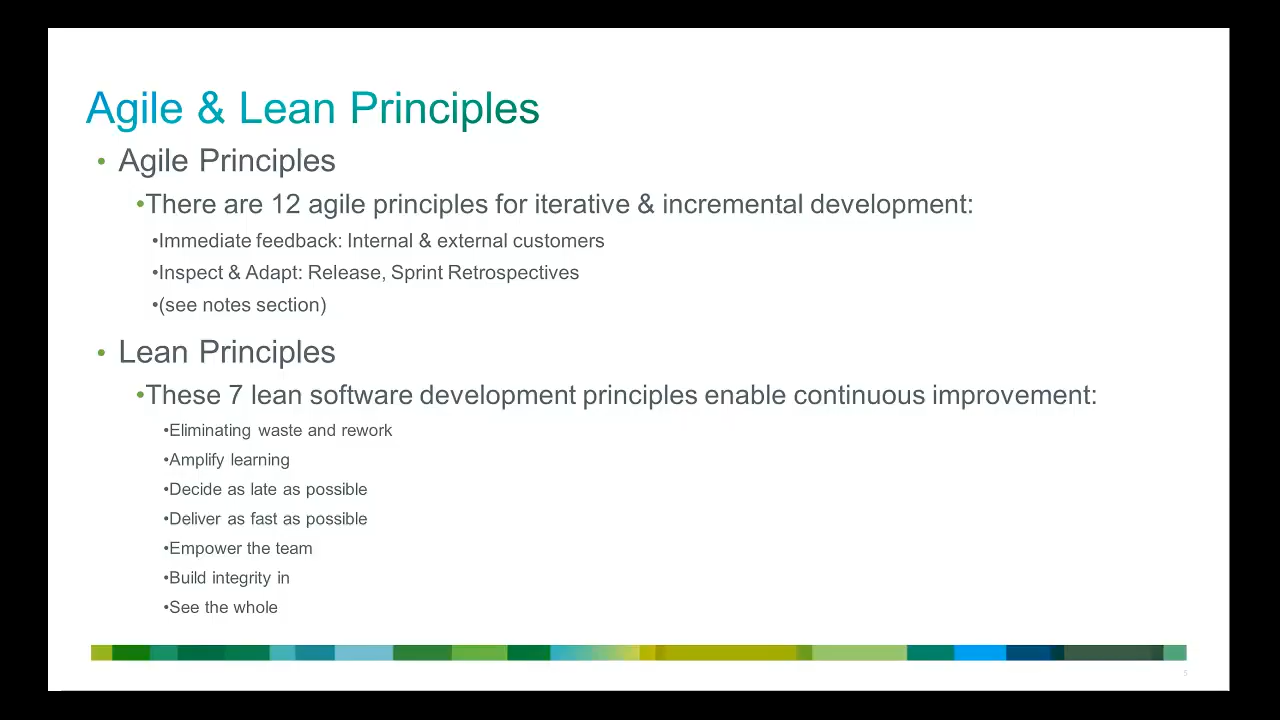 Agile & Lean Principles
• Agile Principles
•There are 12 agile principles for iterative & incremental development:
•Immediate feedback: Internal & external customers
•Inspect & Adapt: Release, Sprint Retrospectives
•(see notes section)
• Lean Principles
•These 7 lean software development principles enable continuous improvement:
•Eliminating waste and rework
•Amplify learning
•Decide as late as possible
•Deliver as fast as possible
•Empower the team
•Build integrity in
•See the whole
5